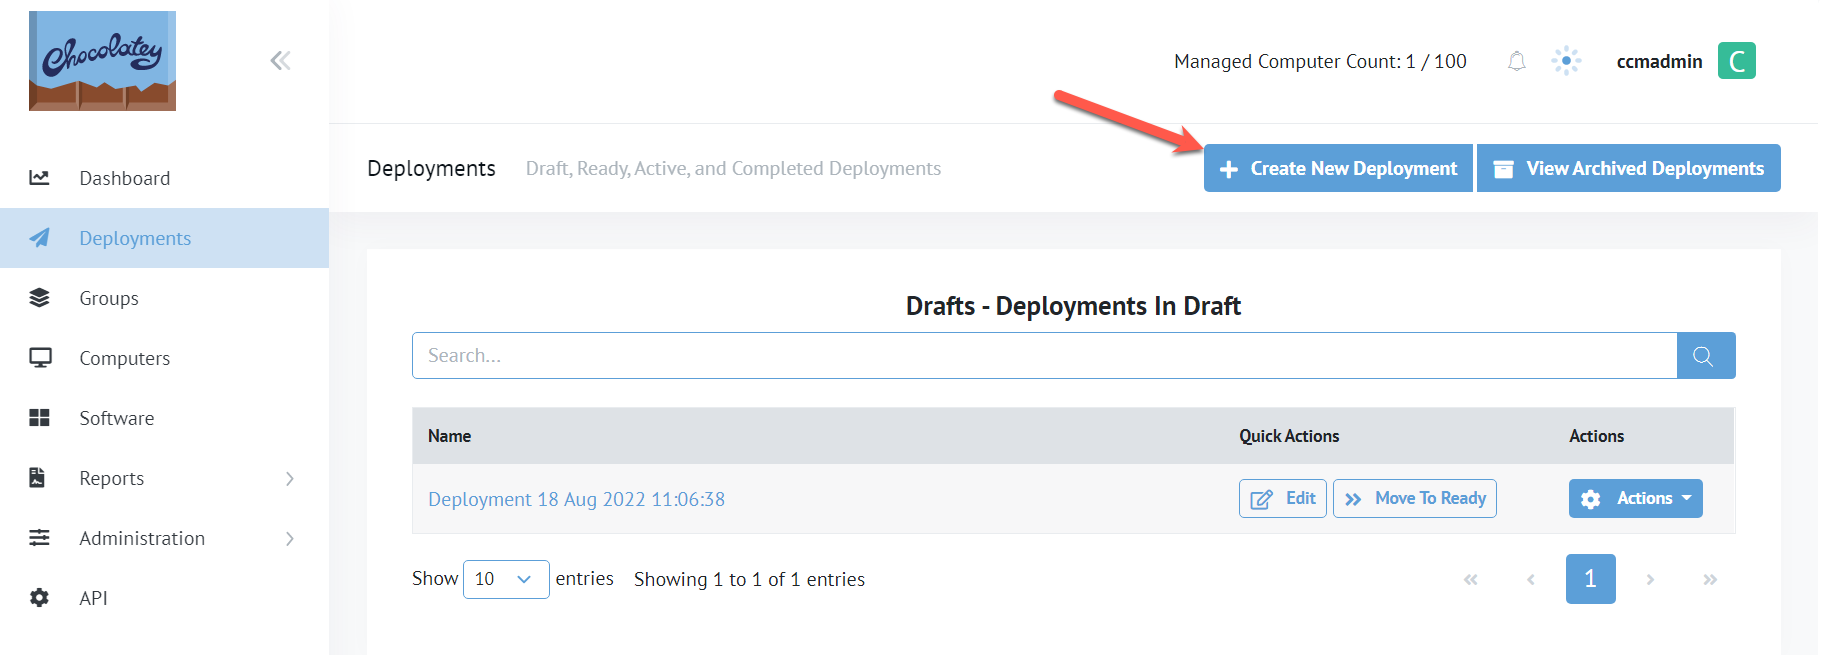 Chocolatey
Managed Computer Count: 1 / 100
ccmadmin
C
Dashboard
Deployments
Groups
Computers
Software
Reports
Administration
API
Deployments
Draft, Ready, Active, and Completed Deployments
Create New Deployment
View Archived Deployments
Drafts - Deployments In Draft
Search...
Name Quick Actions Actions
Deployment 18 Aug 2022 11:06:38 Edit Move To Ready Actions
Show 10 entries Showing 1 to 1 of 1 entries « ‹ 1 › »